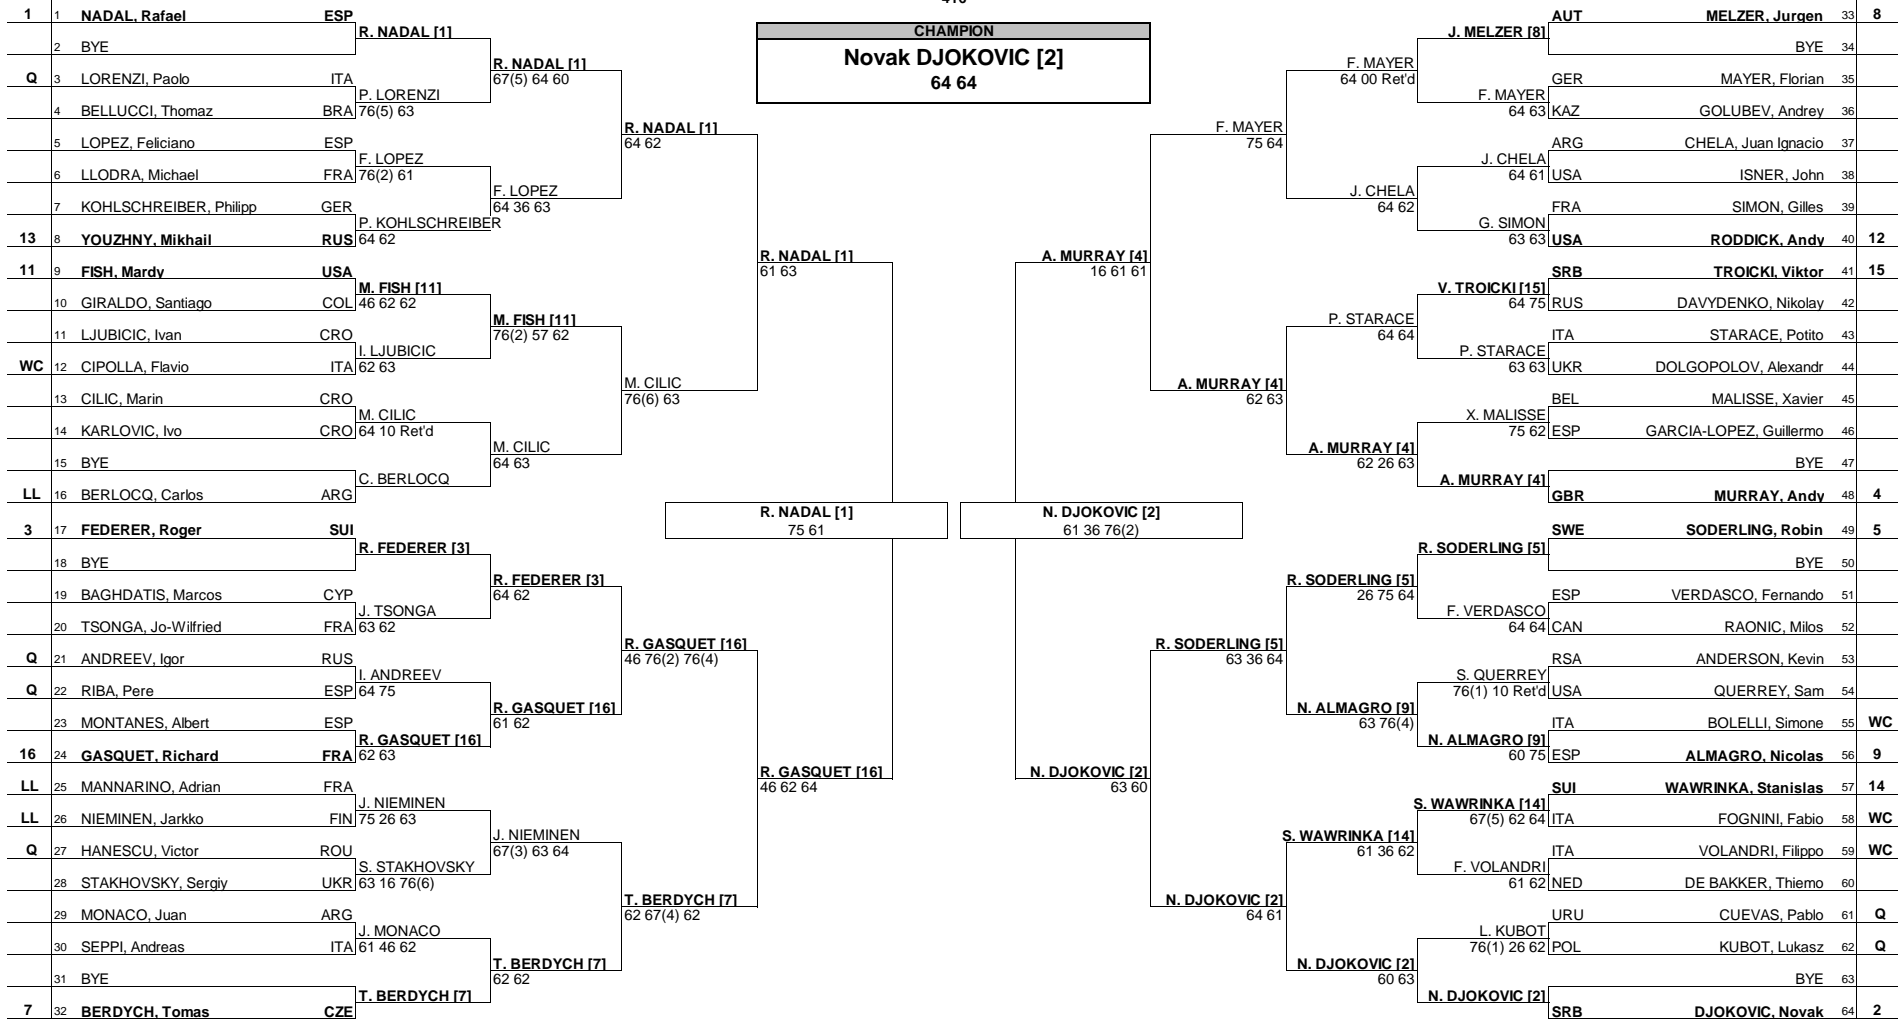 416
CHAMPION
Novak DJOKOVIC [2]
64 64
1 1 NADAL, Rafael ESP
2 BYE
Q 3 LORENZI, Paolo ITA
4 BELLUCCI, Thomaz BRA
5 LOPEZ, Feliciano ESP
6 LLODRA, Michael FRA
7 KOHLSCHREIBER, Philipp GER
13 8 YOUZHNY, Mikhail RUS
11 9 FISH, Mardy USA
10 GIRALDO, Santiago COL
11 LJUBICIC, Ivan CRO
WC 12 CIPOLLA, Flavio ITA
13 CILIC, Marin CRO
14 KARLOVIC, Ivo CRO
15 BYE
LL 16 BERLOCQ, Carlos ARG
3 17 FEDERER, Roger SUI
18 BYE
19 BAGHDATIS, Marcos CYP
20 TSONGA, Jo-Wilfried FRA
Q 21 ANDREEV, Igor RUS
Q 22 RIBA, Pere ESP
23 MONTANES, Albert ESP
16 24 GASQUET, Richard FRA
LL 25 MANNARINO, Adrian FRA
LL 26 NIEMINEN, Jarkko FIN
Q 27 HANESCU, Victor ROU
28 STAKHOVSKY, Sergiy UKR
29 MONACO, Juan ARG
30 SEPPI, Andreas ITA
31 BYE
7 32 BERDYCH, Tomas CZE
R. NADAL [1]
P. LORENZI
76(5) 63
F. LOPEZ
76(2) 61
P. KOHLSCHREIBER
64 62
M. FISH [11]
46 62 62
I. LJUBICIC
62 63
M. CILIC
64 10 Ret'd
C. BERLOCQ
R. FEDERER [3]
J. TSONGA
63 62
I. ANDREEV
64 75
R. GASQUET [16]
62 63
J. NIEMINEN
75 26 63
S. STAKHOVSKY
63 16 76(6)
J. MONACO
61 46 62
T. BERDYCH [7]
R. NADAL [1]
67(5) 64 60
F. LOPEZ
64 36 63
M. FISH [11]
76(2) 57 62
M. CILIC
64 63
R. FEDERER [3]
64 62
R. GASQUET [16]
61 62
J. NIEMINEN
67(3) 63 64
T. BERDYCH [7]
62 62
R. NADAL [1]
64 62
M. CILIC
76(6) 63
R. GASQUET [16]
46 76(2) 76(4)
T. BERDYCH [7]
62 67(4) 62
R. NADAL [1]
61 63
R. GASQUET [16]
46 62 64
R. NADAL [1]
75 61
N. DJOKOVIC [2]
61 36 76(2)
A. MURRAY [4]
16 61 61
N. DJOKOVIC [2]
63 60
F. MAYER
75 64
A. MURRAY [4]
62 63
R. SODERLING [5]
63 36 64
N. DJOKOVIC [2]
64 61
F. MAYER
64 00 Ret'd
J. CHELA
64 62
P. STARACE
64 64
A. MURRAY [4]
62 26 63
R. SODERLING [5]
26 75 64
N. ALMAGRO [9]
63 76(4)
S. WAWRINKA [14]
61 36 62
N. DJOKOVIC [2]
60 63
J. MELZER [8]
F. MAYER
64 63
J. CHELA
64 61
G. SIMON
63 63
V. TROICKI [15]
64 75
P. STARACE
63 63
X. MALISSE
75 62
A. MURRAY [4]
R. SODERLING [5]
F. VERDASCO
64 64
S. QUERREY
76(1) 10 Ret'd
N. ALMAGRO [9]
60 75
S. WAWRINKA [14]
67(5) 62 64
F. VOLANDRI
61 62
L. KUBOT
76(1) 26 62
N. DJOKOVIC [2]
AUT MELZER, Jurgen 33 8
BYE 34
GER MAYER, Florian 35
KAZ GOLUBEV, Andrey 36
ARG CHELA, Juan Ignacio 37
USA ISNER, John 38
FRA SIMON, Gilles 39
USA RODDICK, Andy 40 12
SRB TROICKI, Viktor 41 15
RUS DAVYDENKO, Nikolay 42
ITA STARACE, Potito 43
UKR DOLGOPOLOV, Alexandr 44
BEL MALISSE, Xavier 45
ESP GARCIA-LOPEZ, Guillermo 46
BYE 47
GBR MURRAY, Andy 48 4
SWE SODERLING, Robin 49 5
BYE 50
ESP VERDASCO, Fernando 51
CAN RAONIC, Milos 52
RSA ANDERSON, Kevin 53
USA QUERREY, Sam 54
ITA BOLELLI, Simone 55 WC
ESP ALMAGRO, Nicolas 56 9
SUI WAWRINKA, Stanislas 57 14
ITA FOGNINI, Fabio 58 WC
ITA VOLANDRI, Filippo 59 WC
NED DE BAKKER, Thiemo 60
URU CUEVAS, Pablo 61 Q
POL KUBOT, Lukasz 62 Q
BYE 63
SRB DJOKOVIC, Novak 64 2